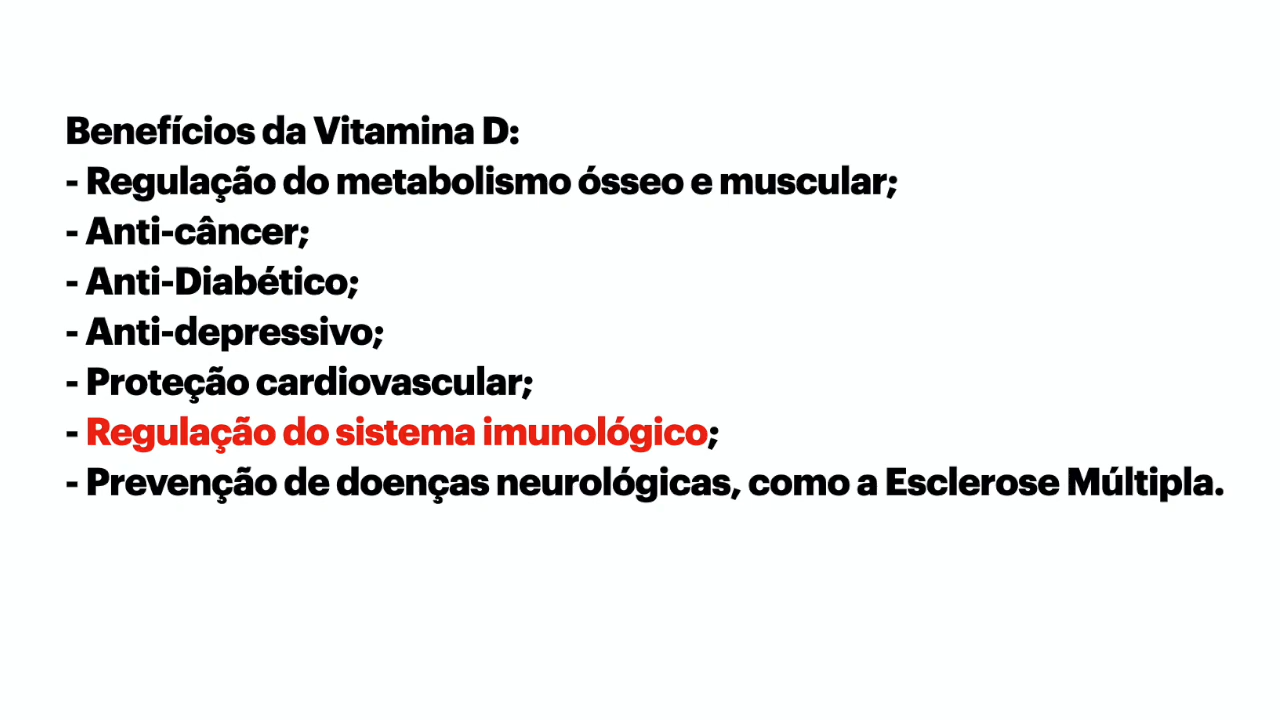 Benefícios da Vitamina D:
- Regulação do metabolismo ósseo e muscular;
- Anti-câncer;
- Anti-Diabético;
- Anti-depressivo;
- Proteção cardiovascular;
- Regulação do sistema imunológico;
- Prevenção de doenças neurológicas, como a Esclerose Múltipla.